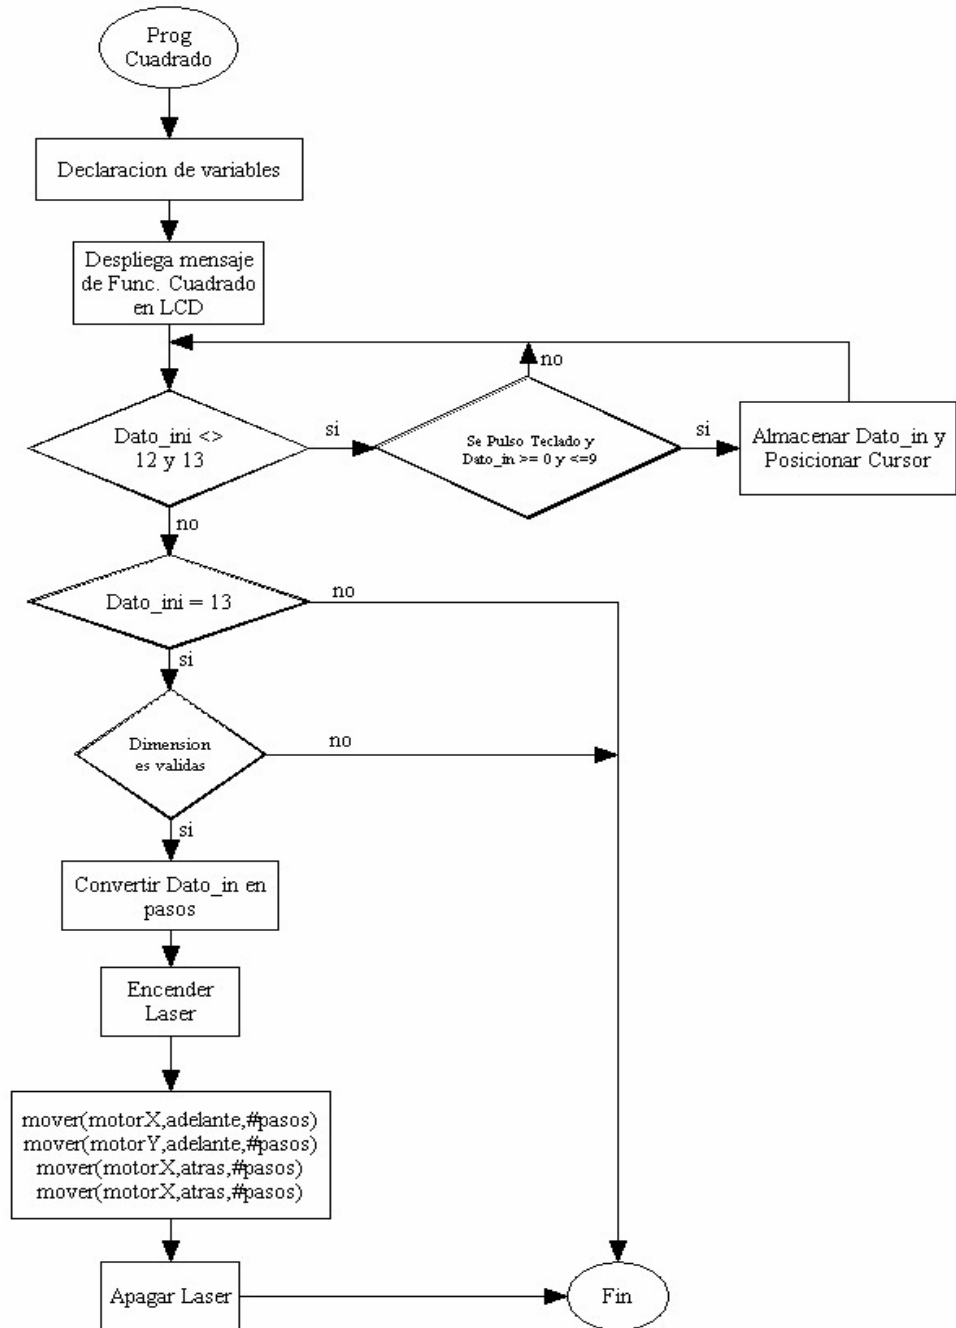 Prog
Cuadrado
Declaracion de variables
Despliega mensaje
de Func. Cuadrado
en LCD
Dato_ini <>
12 y 13
si
no
Se Pulso Teclado y
Dato_in >= 0 y <=9
no
si
Almacenar Dato_in y
Posicionar Cursor
Dato_ini = 13
no
si
Dimension
es validas
no
si
Convertir Dato_in en
pasos
Encender
Laser
mover(motorX,adelante,#pasos)
mover(motorY,adelante,#pasos)
mover(motorX,atras,#pasos)
mover(motorX,atras,#pasos)
Apagar Laser
Fin